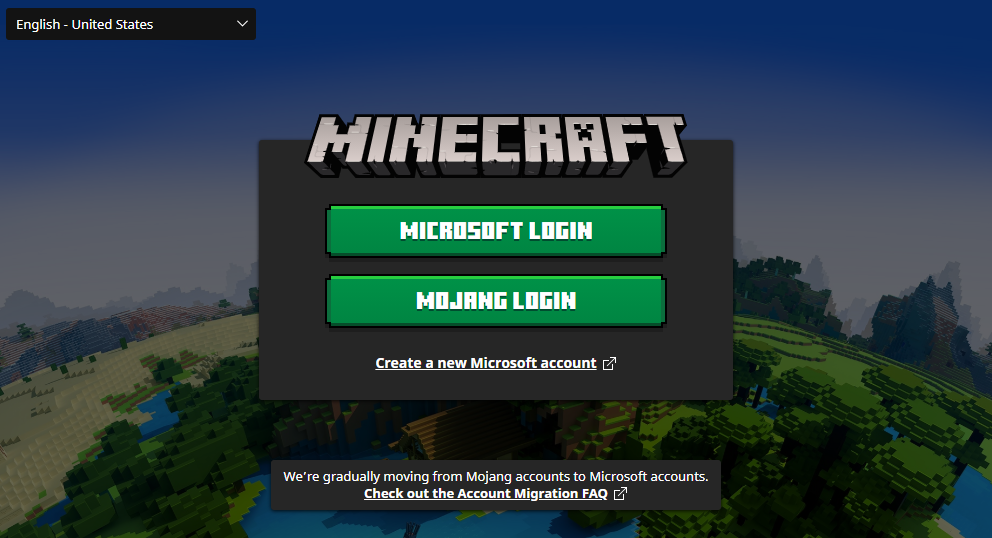 English - United States
MINECRAFT
MICROSOFT LOGIN
MOJANG LOGIN
Create a new Microsoft account
We're gradually moving from Mojang accounts to Microsoft accounts.
Check out the Account Migration FAQ